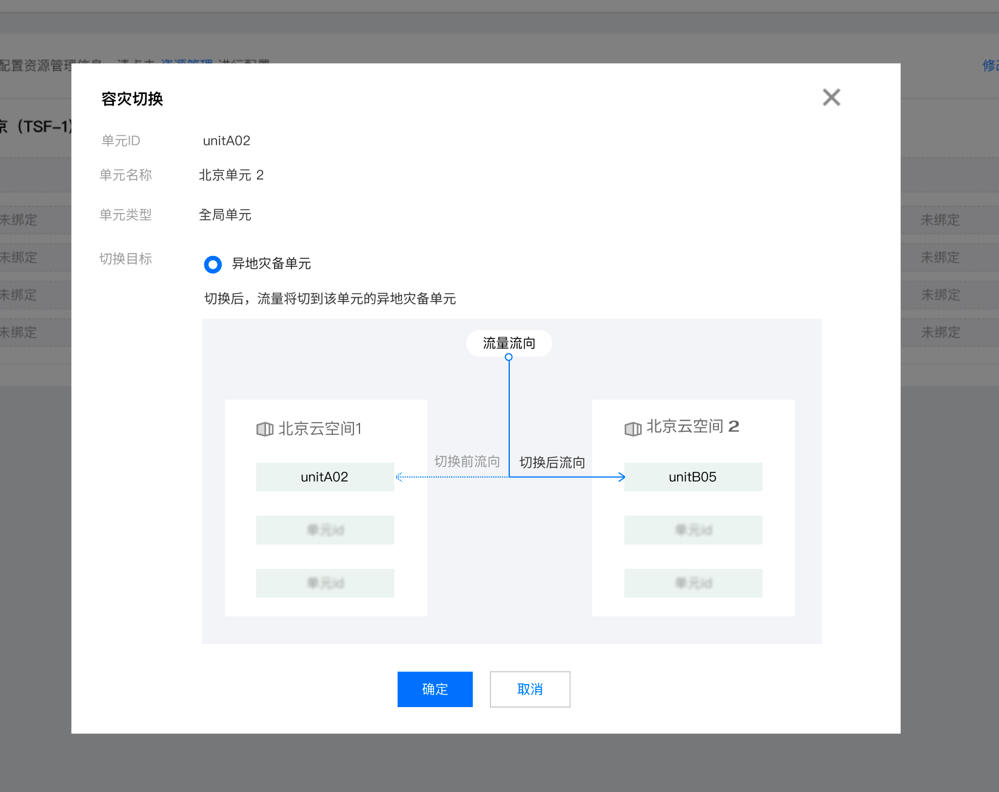 资源管理
修
京（TSF-1)
容灾切换
单元ID unitA02
单元名称 北京单元 2
单元类型 全局单元
切换目标 异地灾备单元
切换后，流量将切到该单元的异地灾备单元
流量流向
北京云空间1
北京云空间 2
切换前流向
切换后流向
unitA02
unitB05
单元id
单元id
单元id
单元id
确定
取消
未绑定
未绑定
未绑定
未绑定
未绑定
未绑定
未绑定
未绑定